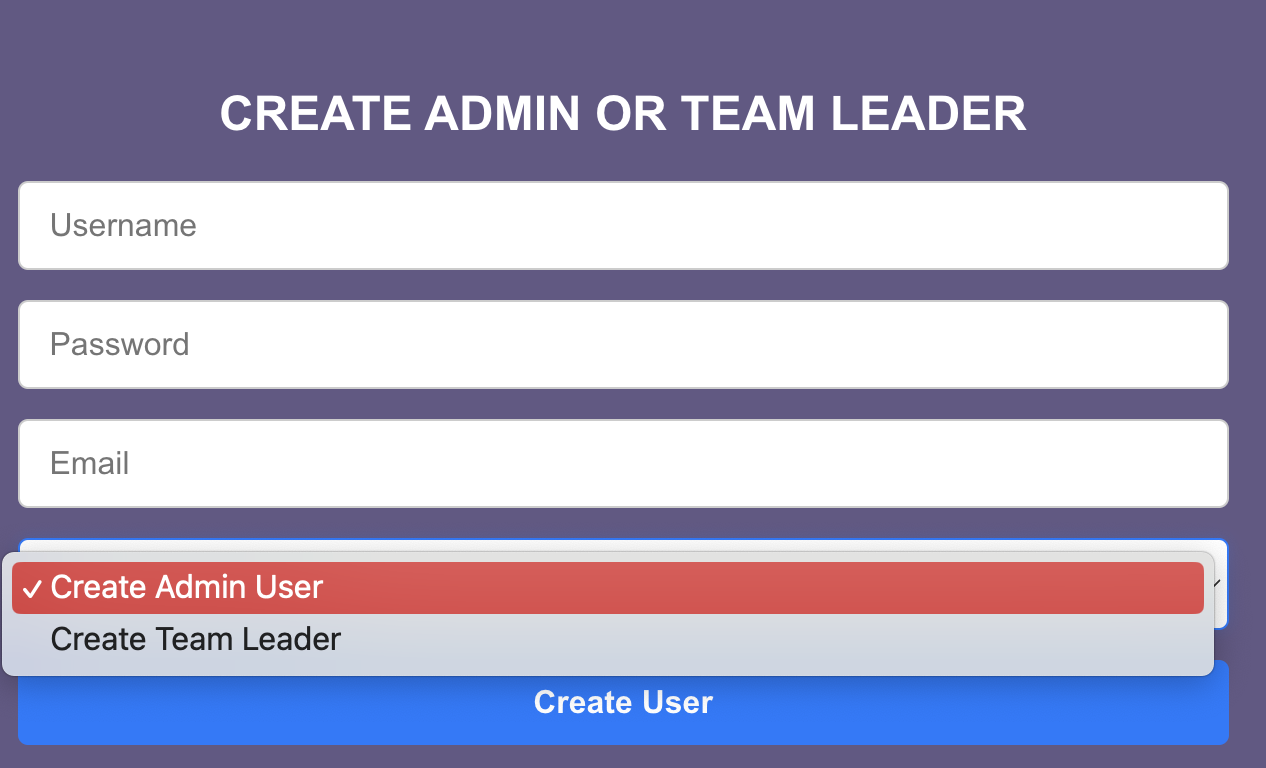 CREATE ADMIN OR TEAM LEADER
Username
Password
Email
✓ Create Admin User
Create Team Leader
Create User